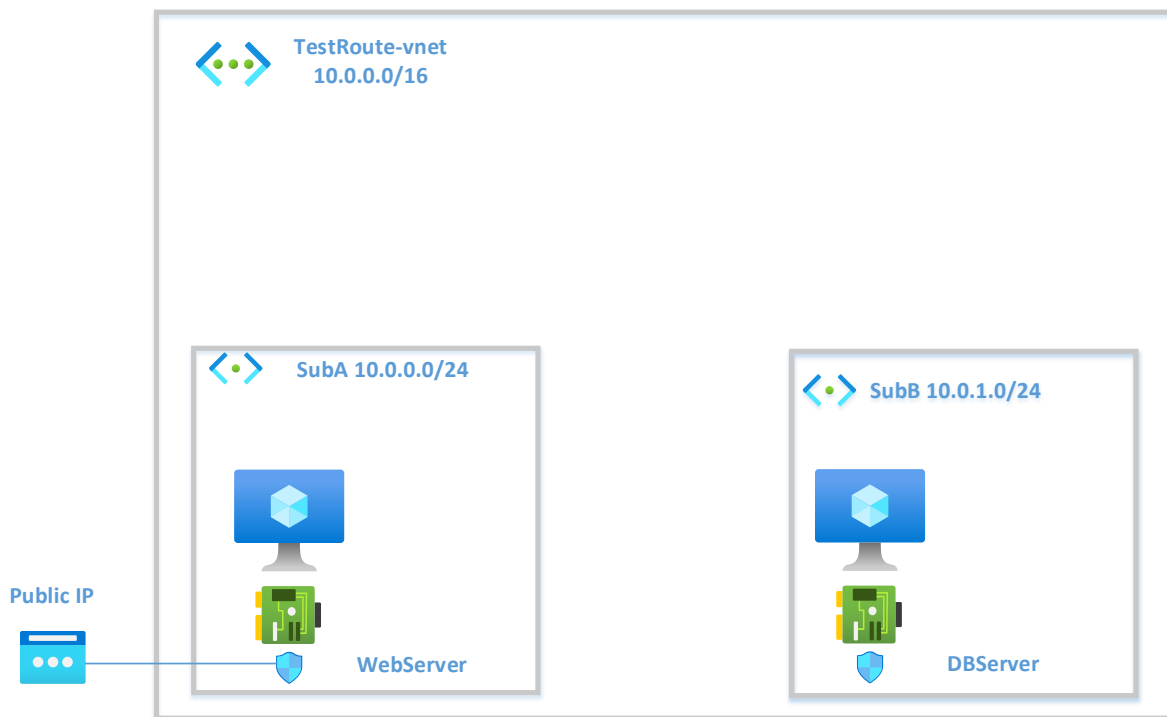 TestRoute-vnet
10.0.0.0/16
SubA 10.0.0.0/24
SubB 10.0.1.0/24
Public IP
WebServer
DBServer